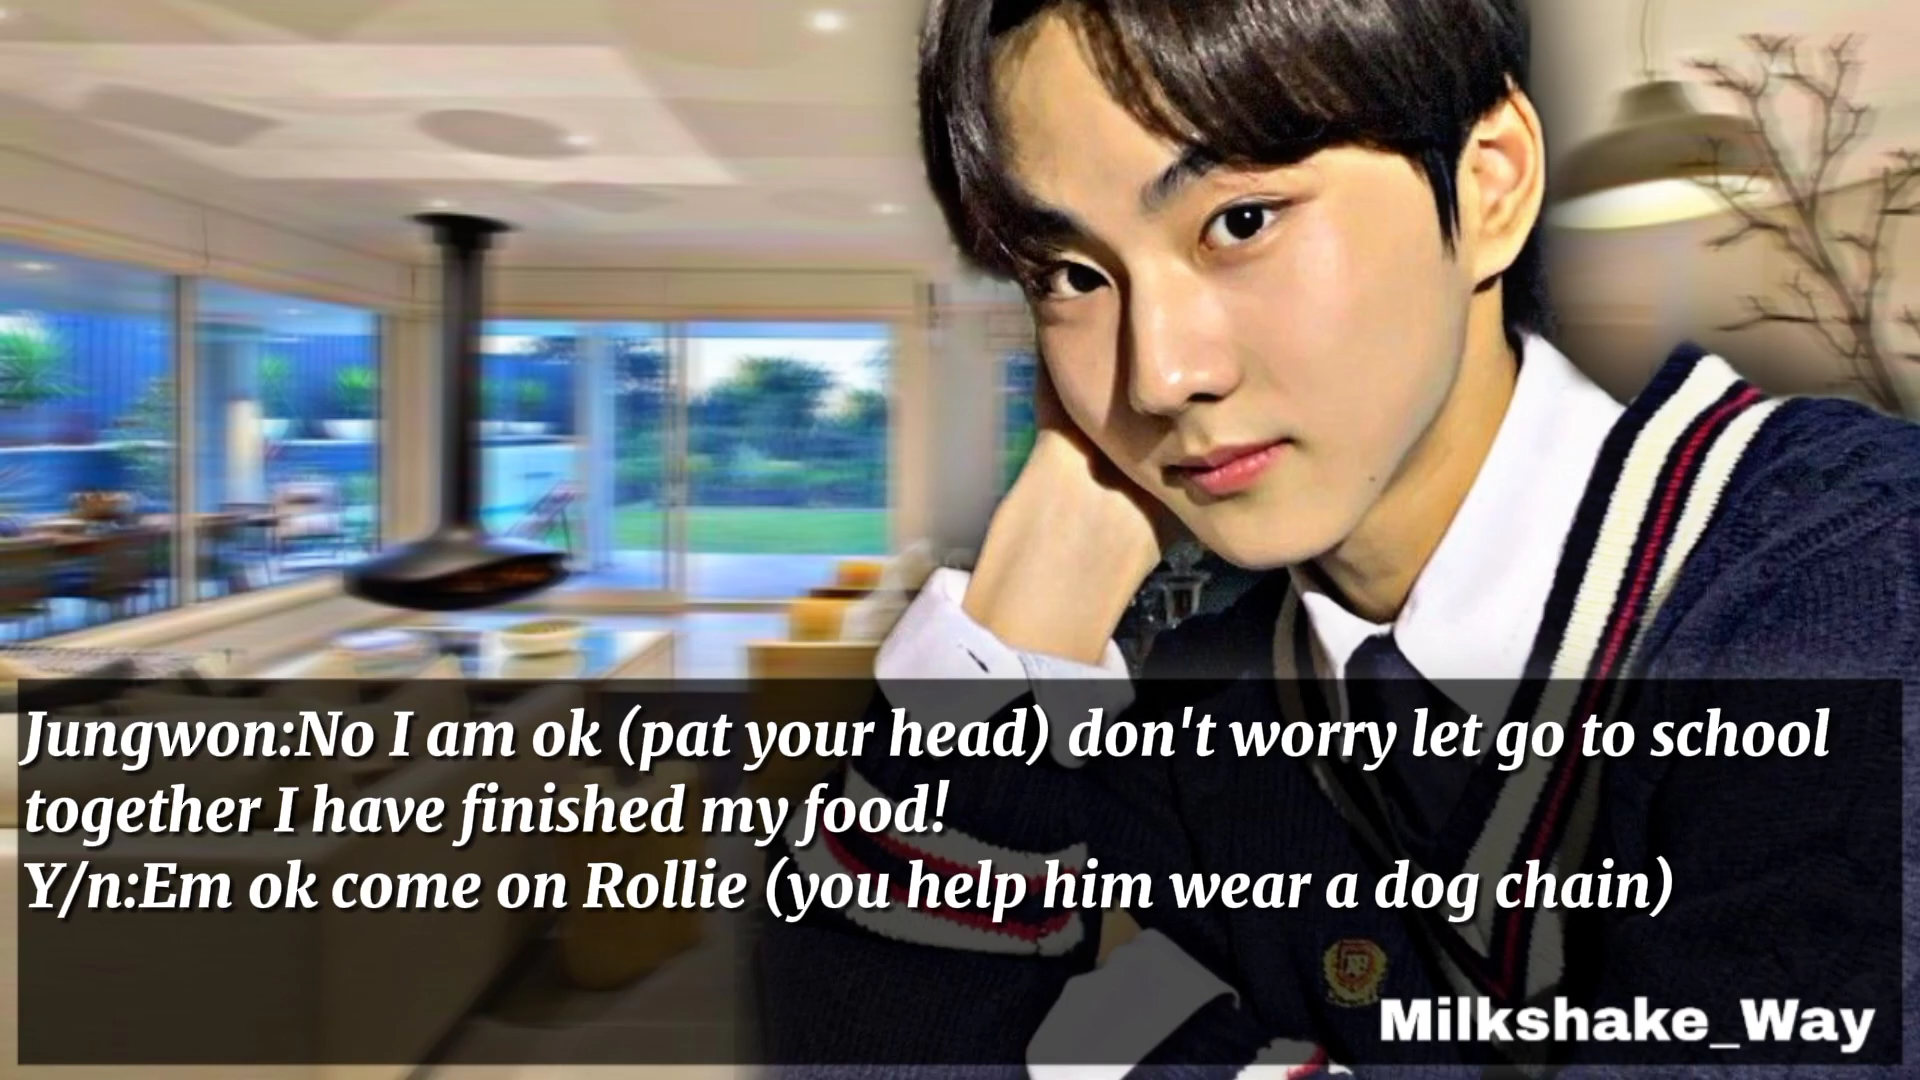 Jungwon:No I am ok (pat your head) don't worry let go to school
together I have finished my food!
Y/n:Em ok come on Rollie (you help him wear a dog chain)
Milkshake_Way